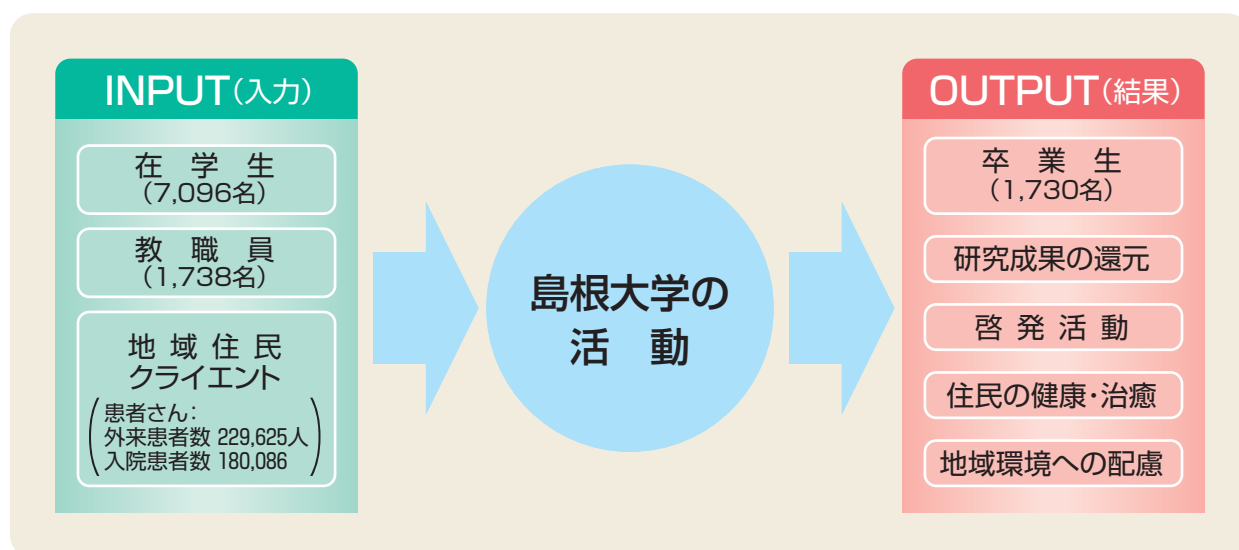 INPUT(入力)
在 学 生
(7,096名)
教 職 員
(1,738名)
地 域 住 民
クライエント
患者さん:
外来患者数 229,625人
入院患者数 180,086
島根大学の
活 動
OUTPUT(結果)
卒 業 生
(1,730名)
研究成果の還元
啓 発 活 動
住民の健康・治癒
地域環境への配慮